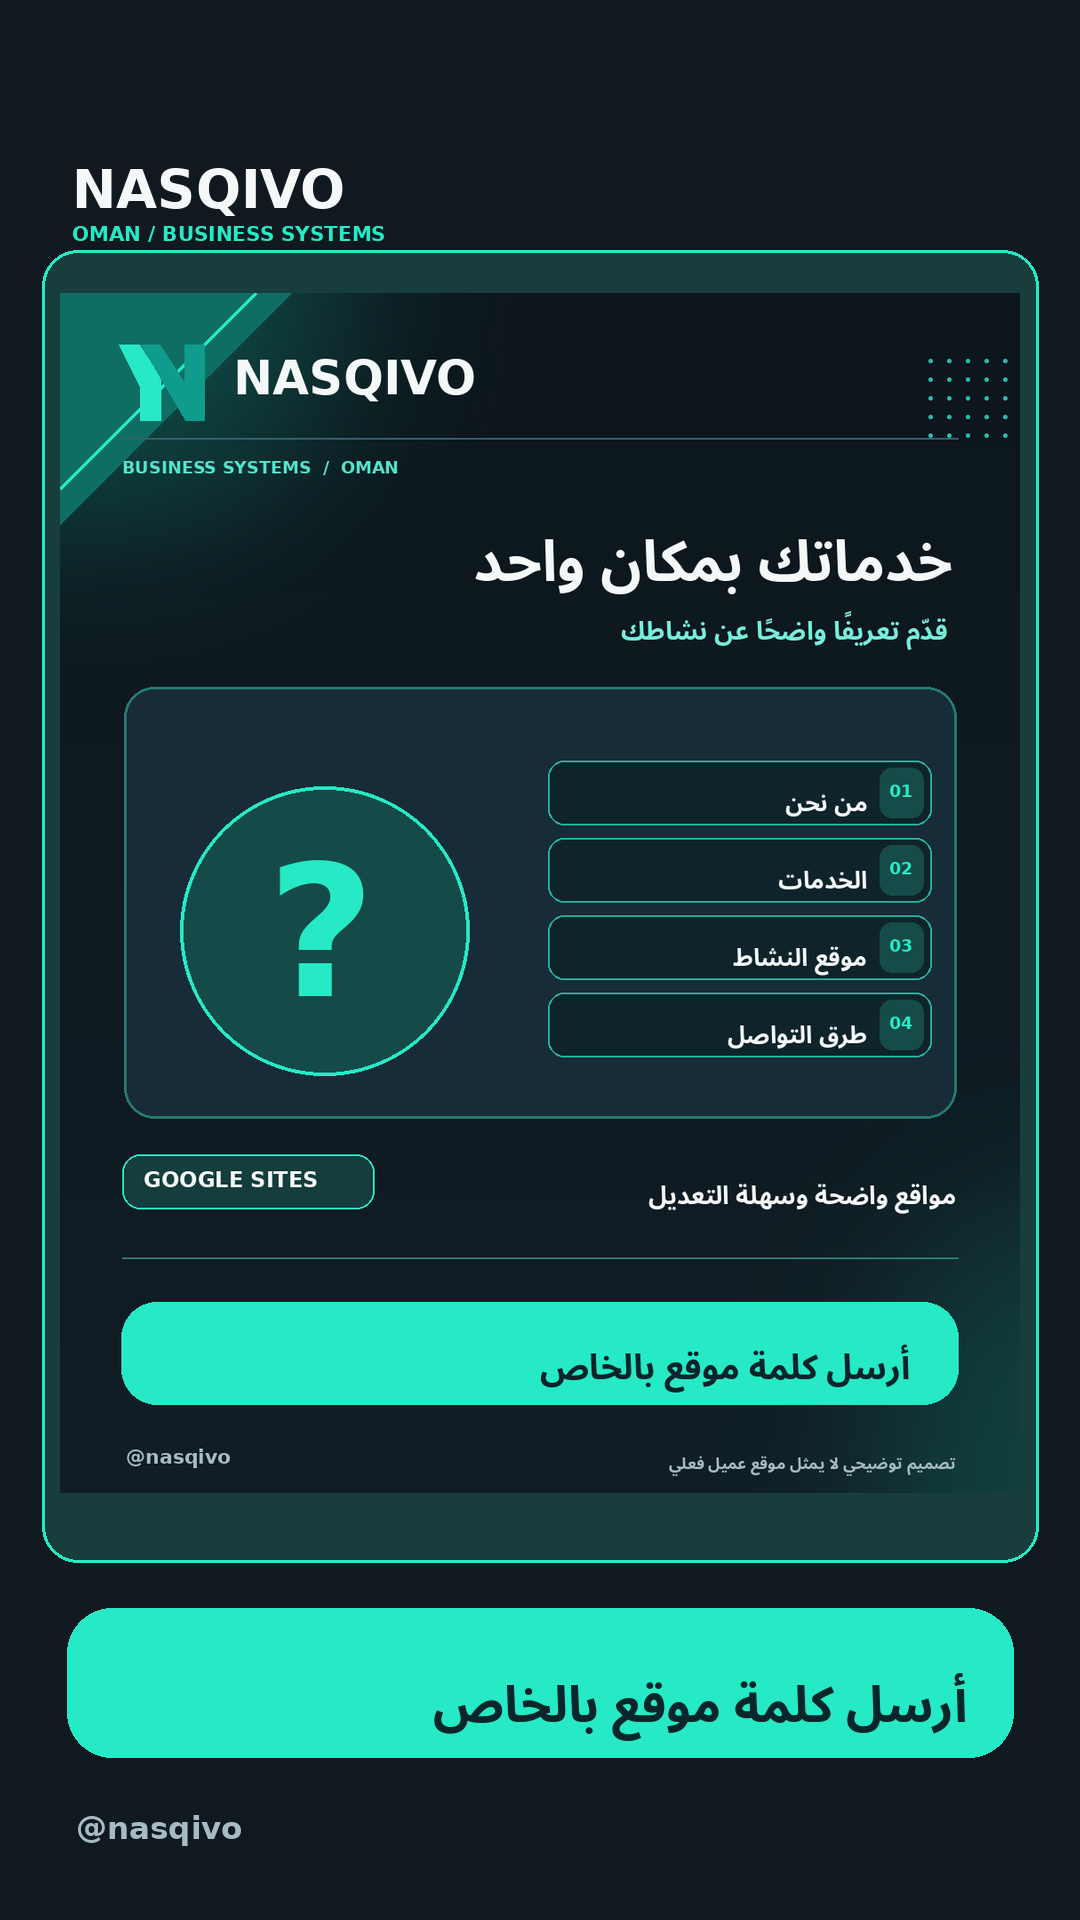 NASQIVO
OMAN / BUSINESS SYSTEMS
NASQIVO
BUSINESS SYSTEMS / OMAN
خدماتك بمكان واحد
قدّم تعريفًا واضحًا عن نشاطك
?
01 من نحن
02 الخدمات
03 موقع النشاط
04 طرق التواصل
GOOGLE SITES
مواقع واضحة وسهلة التعديل
أرسل كلمة موقع بالخاص
@nasqivo
تصميم توضيحي لا يمثل موقع عميل فعلي
أرسل كلمة موقع بالخاص
@nasqivo